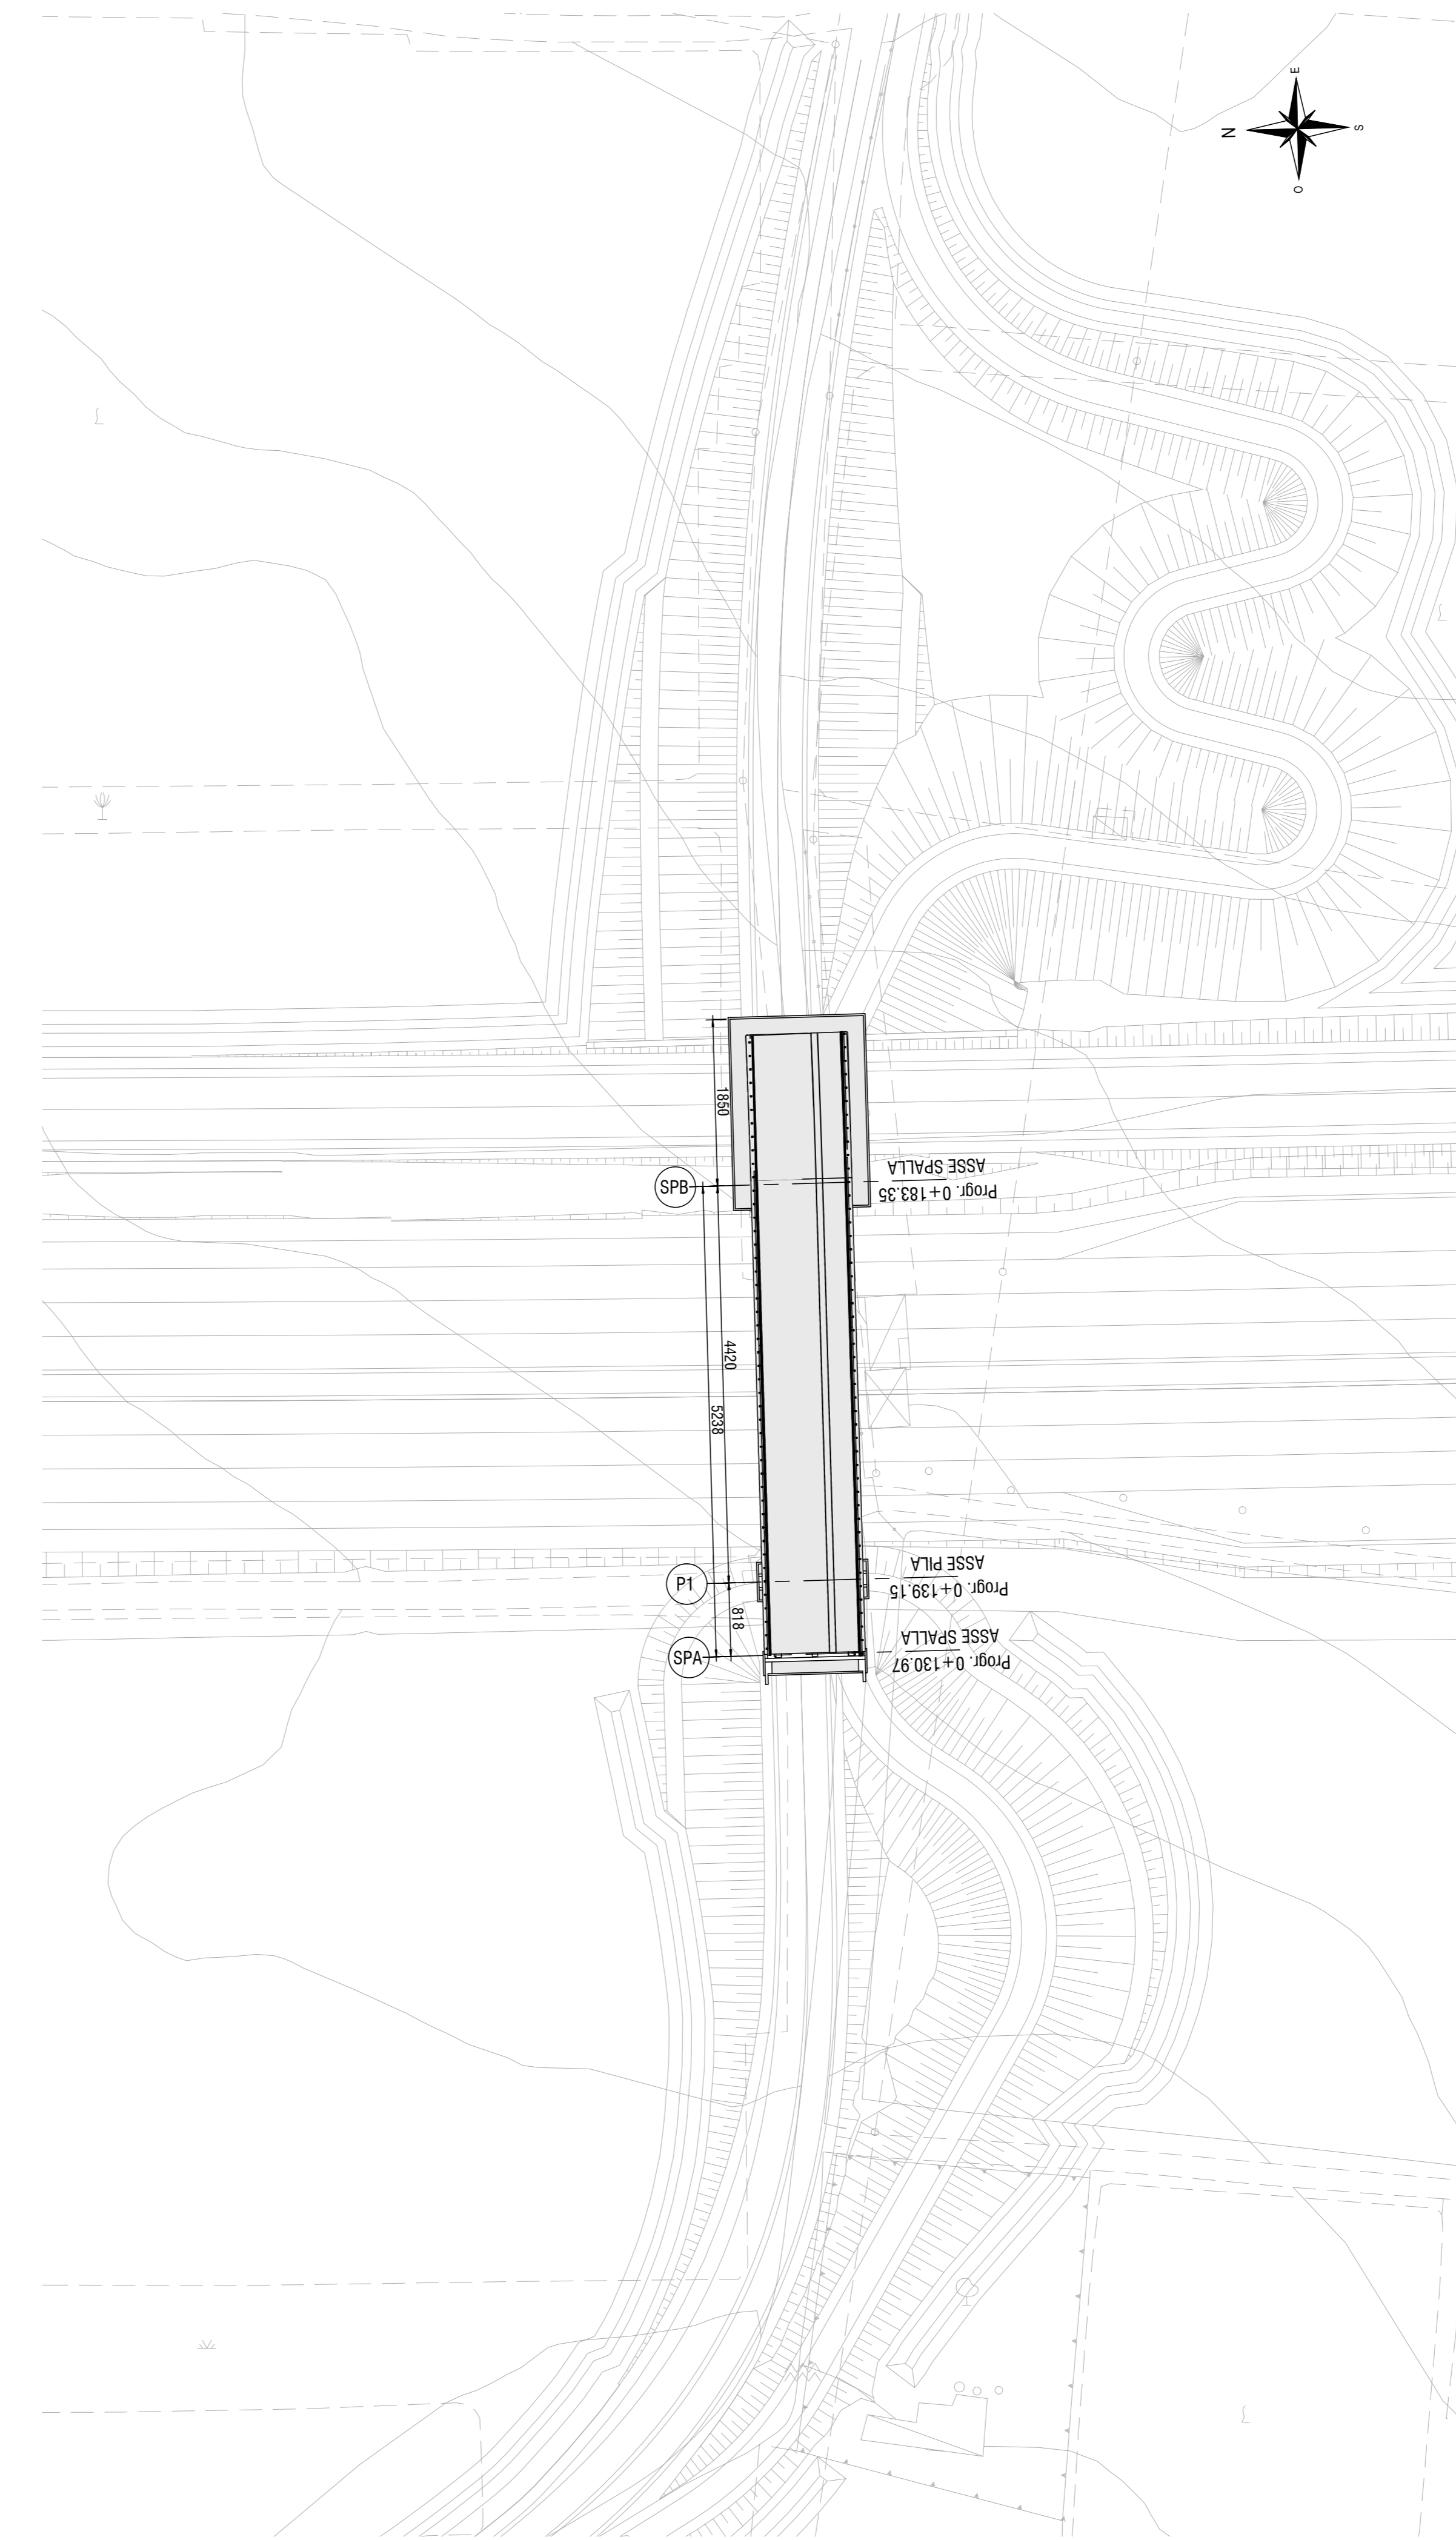 E
N
S
O
1850
SPB
ASSE SPALLA
Progr. 0+183.35
4420
5238
P1
ASSE PILA
Progr. 0+139.15
818
SPA
ASSE SPALLA
Progr. 0+130.97